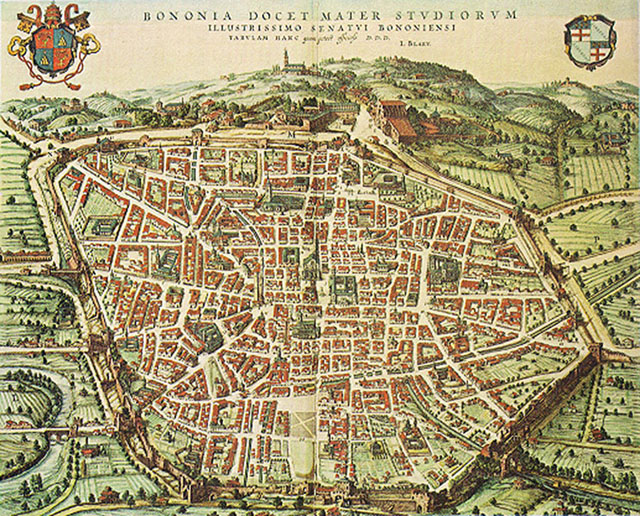 BONONIA DOCET MATER STVDIORVM
ILLUSTRISSIMO SENATVI BONONIENSI
TABVLAM HANC D.D.D.
I. BLAEV.